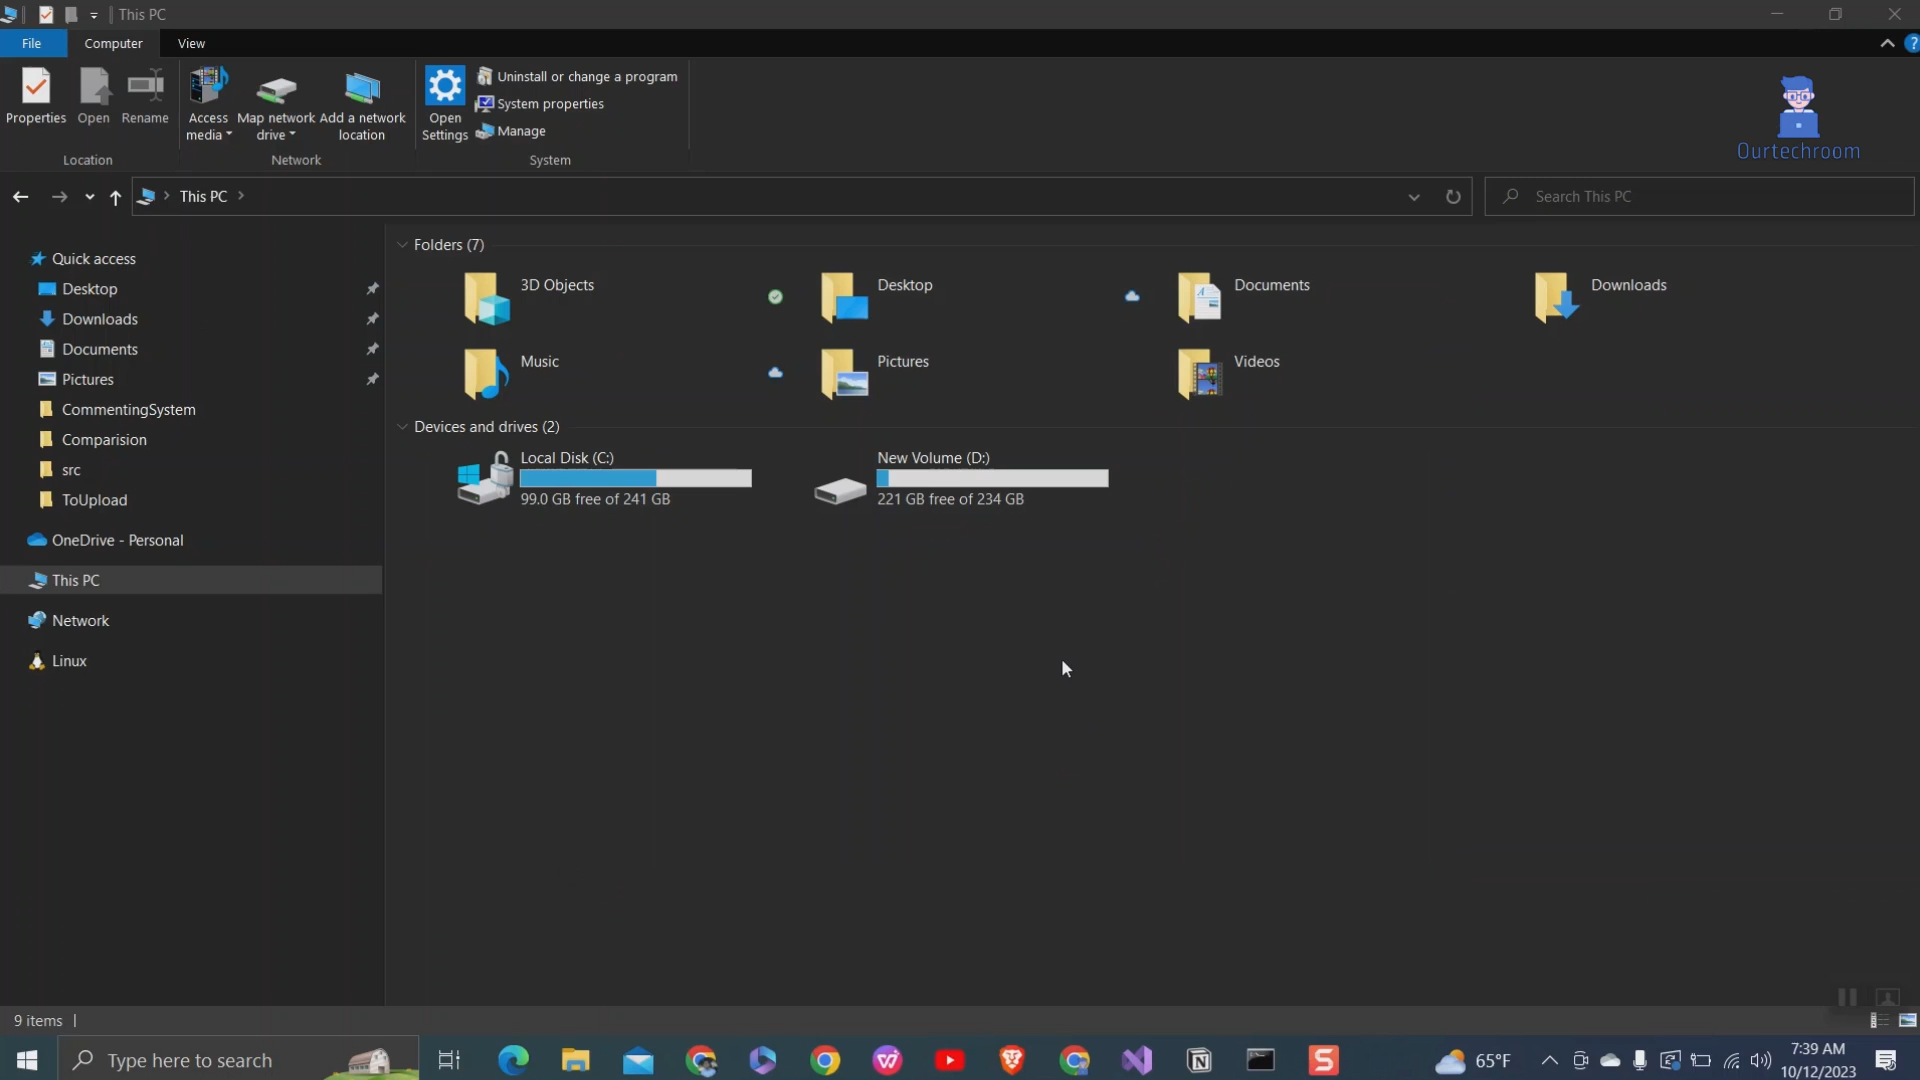 This PC
File Computer View
Properties Open Rename Access media Map network drive Add a network location Open Settings Uninstall or change a program
System properties
Manage
Location Network System
Ourtechroom
This PC
Search This PC
Quick access
Desktop
Downloads
Documents
Pictures
CommentingSystem
Comparision
src
ToUpload
OneDrive - Personal
This PC
Network
Linux
Folders (7)
3D Objects Desktop Documents Downloads
Music Pictures Videos
Devices and drives (2)
Local Disk (C:)
99.0 GB free of 241 GB
New Volume (D:)
221 GB free of 234 GB
9 items
Type here to search
65°F
7:39 AM
10/12/2023